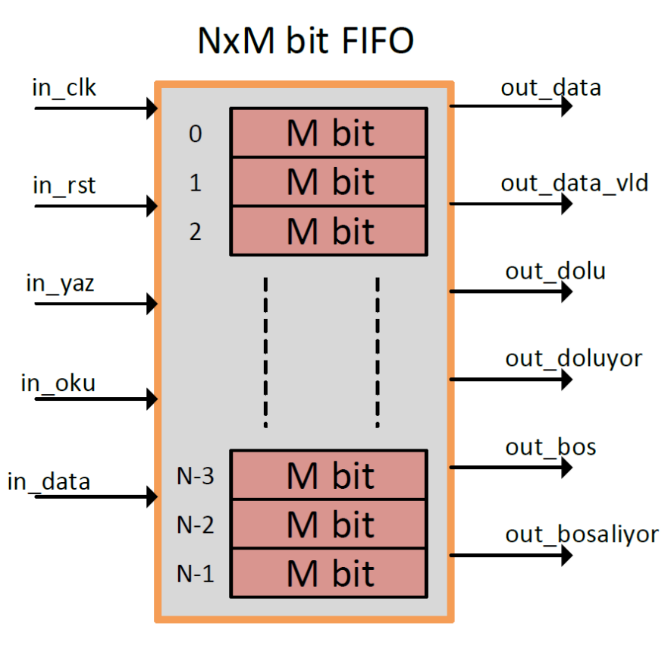 NxM bit FIFO
in_clk
in_rst
in_yaz
in_oku
in_data
0 M bit
1 M bit
2 M bit
N-3 M bit
N-2 M bit
N-1 M bit
out_data
out_data_vld
out_dolu
out_doluyor
out_bos
out_bosaliyor